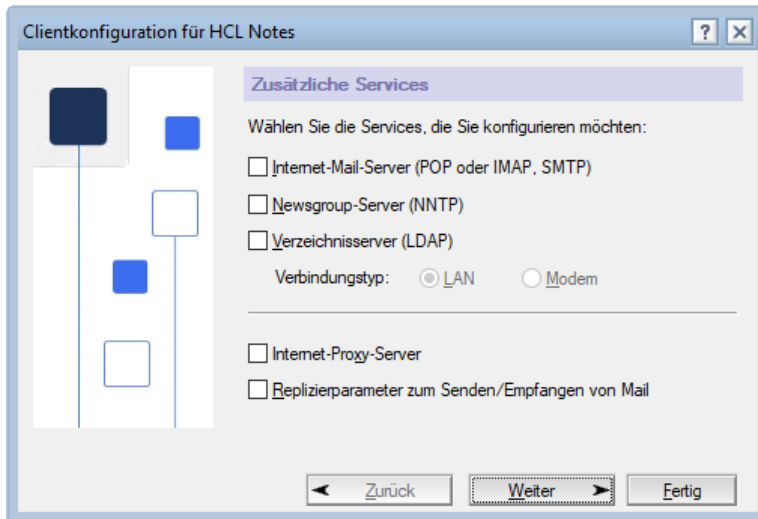 Clientkonfiguration für HCL Notes
Zusätzliche Services
Wählen Sie die Services, die Sie konfigurieren möchten:
Internet-Mail-Server (POP oder IMAP, SMTP)
Newsgroup-Server (NNTP)
Verzeichnisserver (LDAP)
Verbindungstyp: LAN Modem
Internet-Proxy-Server
Replizierparameter zum Senden/Empfangen von Mail
Zurück Weiter Fertig